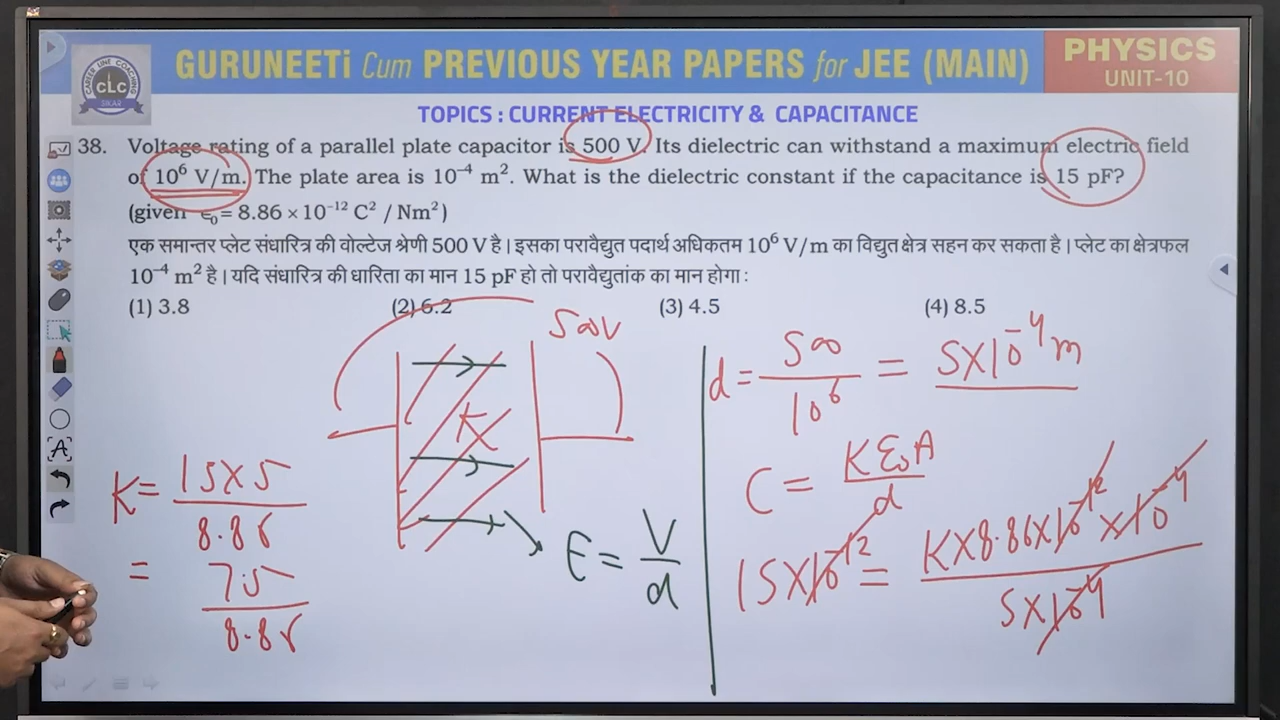 CAREER LINE COACHING
CLC
SIKAR
GURUNEETi Cum PREVIOUS YEAR PAPERS for JEE (MAIN)
PHYSICS
UNIT-10
TOPICS : CURRENT ELECTRICITY & CAPACITANCE
38. Voltage rating of a parallel plate capacitor is 500 V. Its dielectric can withstand a maximum electric field
of 10⁶ V/m. The plate area is 10⁻⁴ m². What is the dielectric constant if the capacitance is 15 pF?
(given ε₀ = 8.86 × 10⁻¹² C² / Nm²)
एक समान्तर प्लेट संधारित्र की वोल्टेज श्रेणी 500 V है। इसका परावैद्युत पदार्थ अधिकतम 10⁶ V/m का विद्युत क्षेत्र सहन कर सकता है। प्लेट का क्षेत्रफल
10⁻⁴ m² है। यदि संधारित्र की धारिता का मान 15 pF हो तो परावैद्युतांक का मान होगा :
(1) 3.8 (2) 6.2 (3) 4.5 (4) 8.5
500V
K
E = V/d
K = 15×5/8.86
= 75/8.86
d = 500/10⁶ = 5×10⁻⁴ m
C = Kε₀A/d
15×10⁻¹² = K×8.86×10⁻¹²×10⁻⁴/5×10⁻⁴